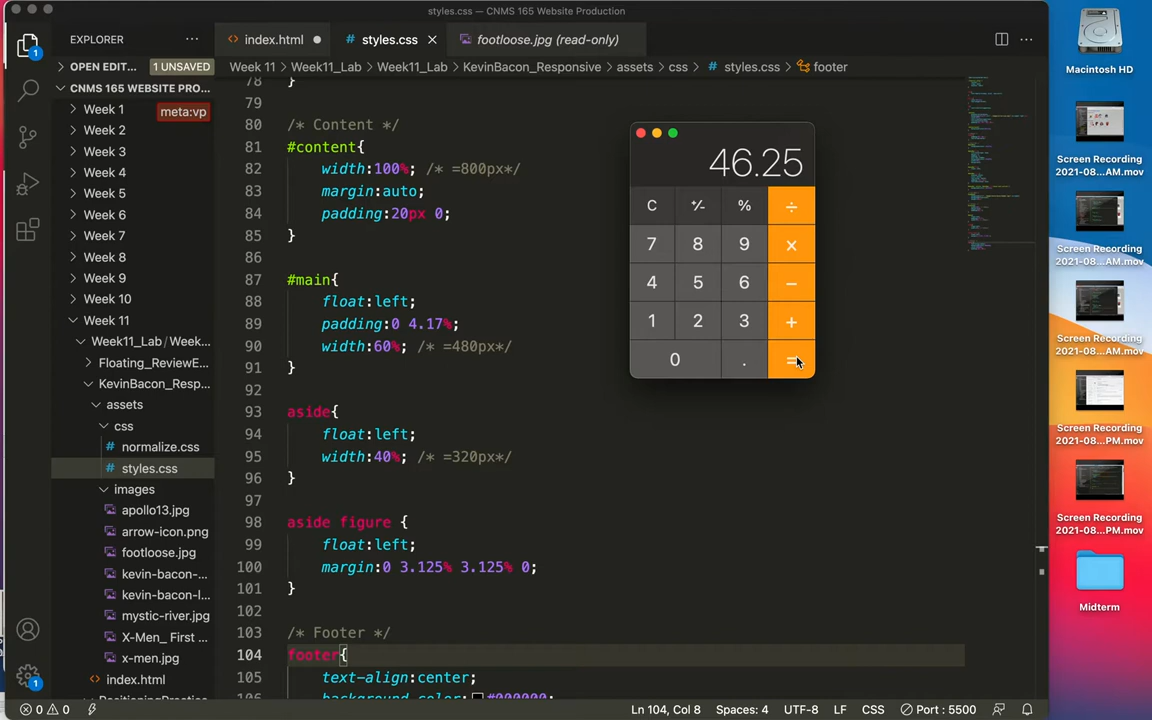 styles.css — CNMS 165 Website Production
EXPLORER ···
OPEN EDIT... 1 UNSAVED
CNMS 165 WEBSITE PRO...
Week 1
meta:vp
Week 2
Week 3
Week 4
Week 5
Week 6
Week 7
Week 8
Week 9
Week 10
Week 11
Week11_Lab/Week...
Floating_ReviewE...
KevinBacon_Resp...
assets
css
# normalize.css
# styles.css
images
apollo13.jpg
arrow-icon.png
footloose.jpg
kevin-bacon-...
kevin-bacon-l...
mystic-river.jpg
X-Men_ First ...
x-men.jpg
<> index.html
1
1
<> index.html ●
# styles.css ×
footloose.jpg (read-only)
Week 11 > Week11_Lab > Week11_Lab > KevinBacon_Responsive > assets > css > # styles.css > footer
78 }
79
80 /* Content */
81 #content{
82 width:100%; /* =800px*/
83 margin:auto;
84 padding:20px 0;
85 }
86
87 #main{
88 float:left;
89 padding:0 4.17%;
90 width:60%; /* =480px*/
91 }
92
93 aside{
94 float:left;
95 width:40%; /* =320px*/
96 }
97
98 aside figure {
99 float:left;
100 margin:0 3.125% 3.125% 0;
101 }
102
103 /* Footer */
104 footer{
105 text-align:center;
106 background-color: #000000;
46.25
C +/- % ÷
7 8 9 ×
4 5 6 −
1 2 3 +
0 . =
Macintosh HD
Screen Recording
2021-08...AM.mov
Screen Recording
2021-08...AM.mov
Screen Recording
2021-08...AM.mov
Screen Recording
2021-08...PM.mov
Screen Recording
2021-08...PM.mov
Midterm
0 0
Ln 104, Col 8 Spaces: 4 UTF-8 LF CSS Port : 5500